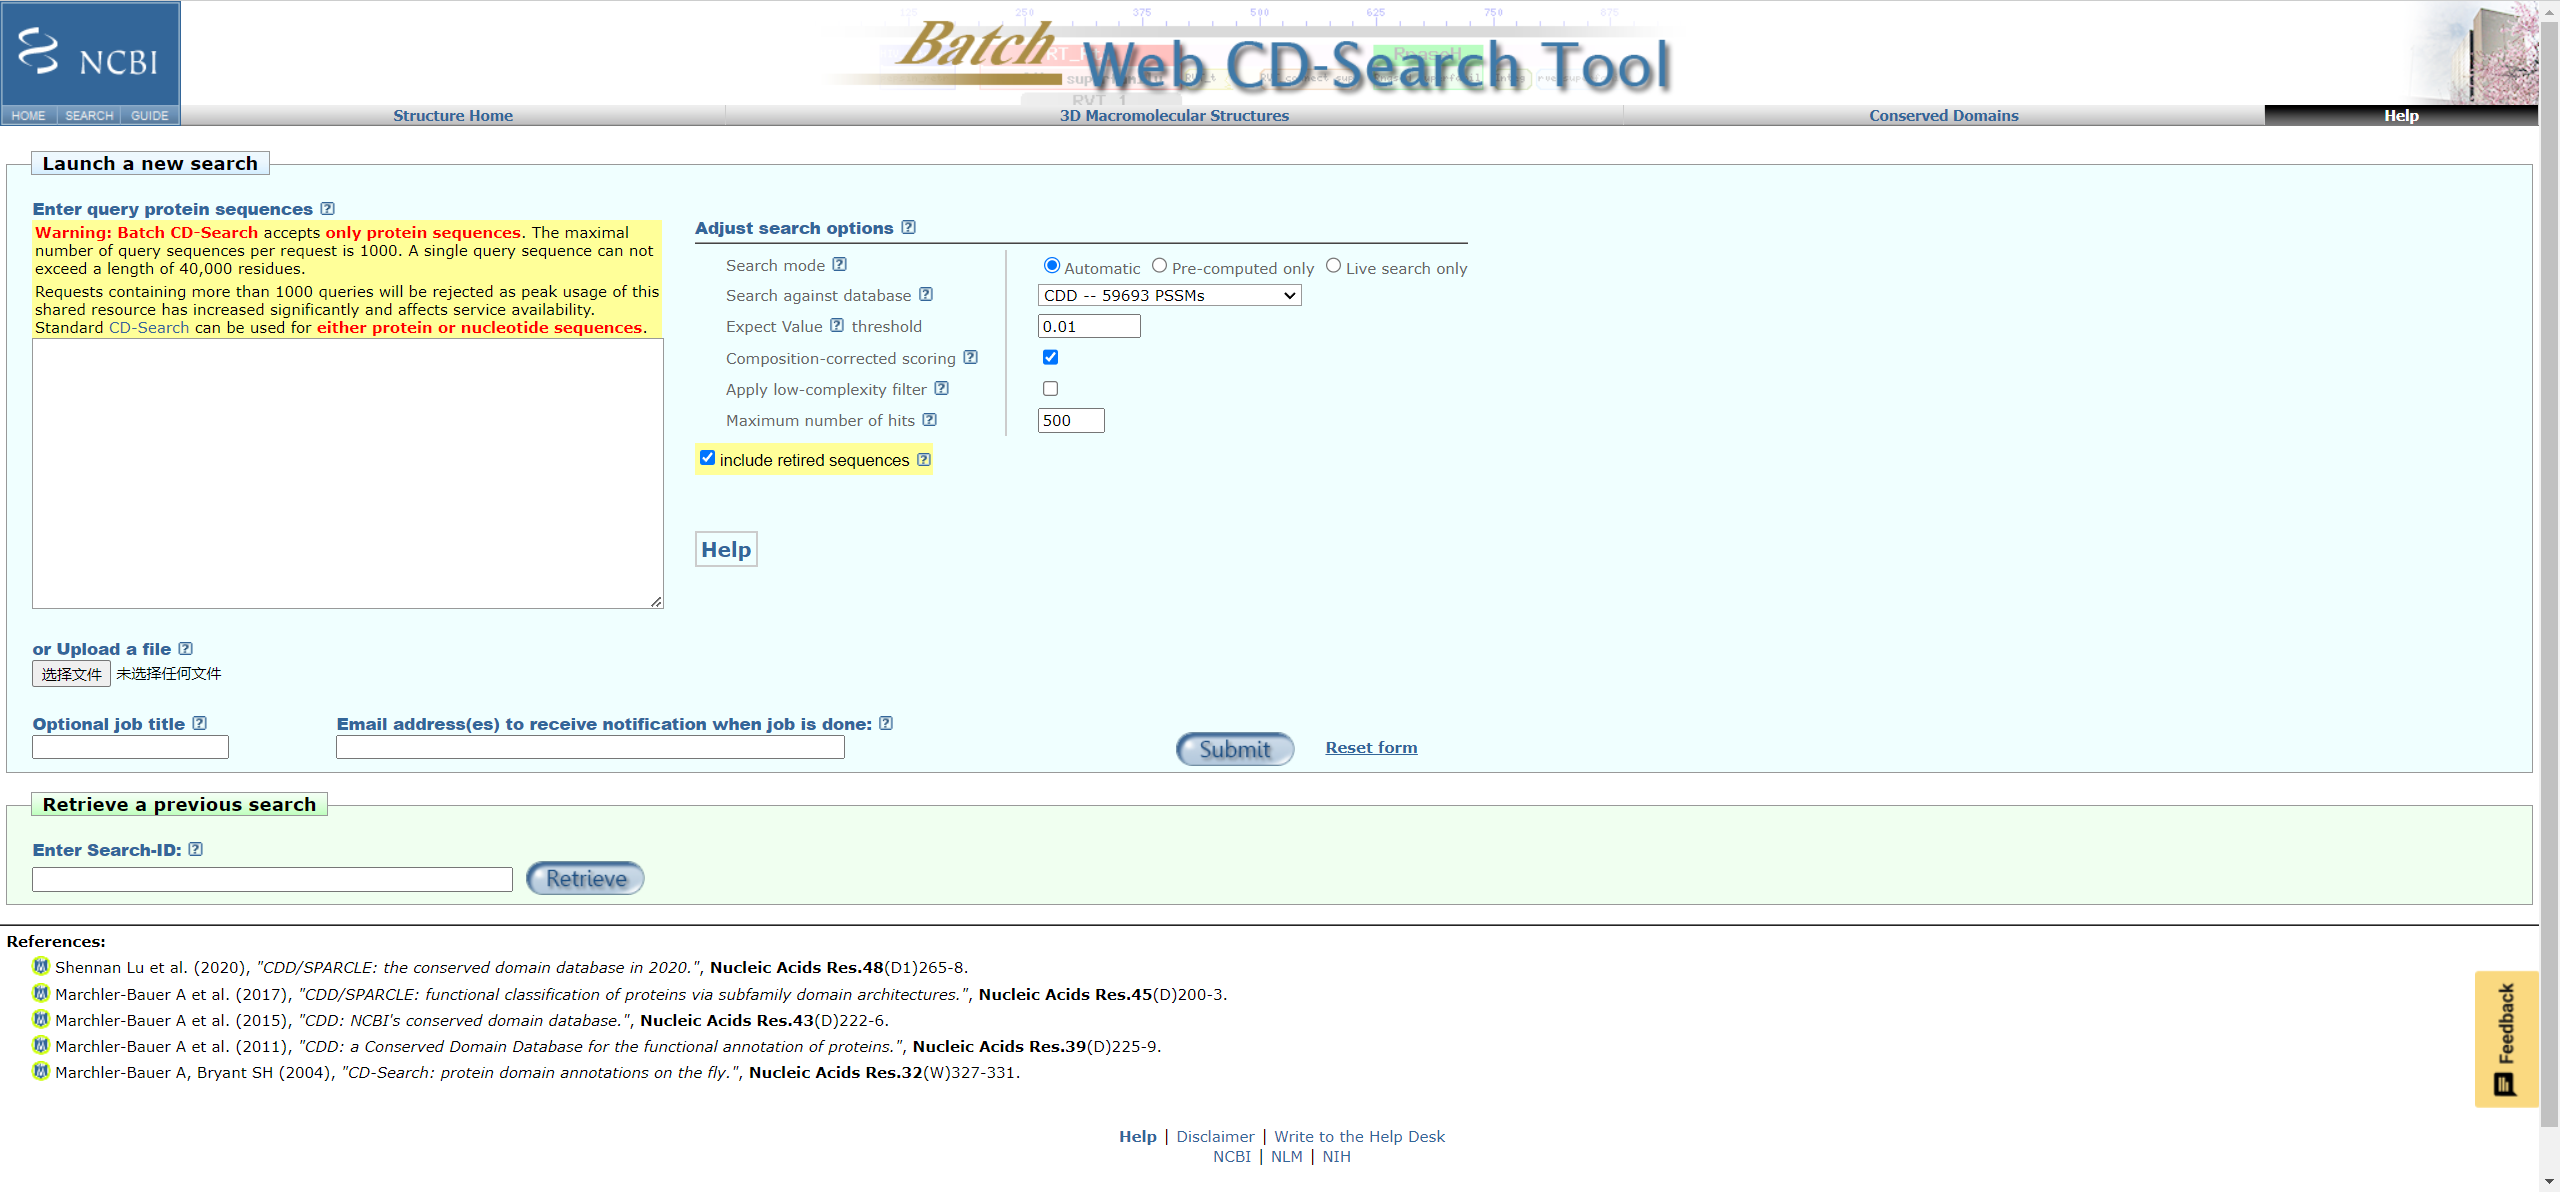 125 250 375 500 625 750 875
NCBI
Batch Web CD-Search Tool
HOME SEARCH GUIDE
Structure Home 3D Macromolecular Structures Conserved Domains Help
Launch a new search
Enter query protein sequences ?
Warning: Batch CD-Search accepts only protein sequences. The maximal
number of query sequences per request is 1000. A single query sequence can not
exceed a length of 40,000 residues.
Requests containing more than 1000 queries will be rejected as peak usage of this
shared resource has increased significantly and affects service availability.
Standard CD-Search can be used for either protein or nucleotide sequences.
Adjust search options ?
Search mode ? Automatic Pre-computed only Live search only
Search against database ? CDD -- 59693 PSSMs
Expect Value ? threshold 0.01
Composition-corrected scoring ?
Apply low-complexity filter ?
Maximum number of hits ? 500
include retired sequences ?
Help
or Upload a file ?
选择文件 未选择任何文件
Optional job title ? Email address(es) to receive notification when job is done: ?
Submit Reset form
Retrieve a previous search
Enter Search-ID: ?
Retrieve
References:
Shennan Lu et al. (2020), "CDD/SPARCLE: the conserved domain database in 2020.", Nucleic Acids Res.48(D1)265-8.
Marchler-Bauer A et al. (2017), "CDD/SPARCLE: functional classification of proteins via subfamily domain architectures.", Nucleic Acids Res.45(D)200-3.
Marchler-Bauer A et al. (2015), "CDD: NCBI's conserved domain database.", Nucleic Acids Res.43(D)222-6.
Marchler-Bauer A et al. (2011), "CDD: a Conserved Domain Database for the functional annotation of proteins.", Nucleic Acids Res.39(D)225-9.
Marchler-Bauer A, Bryant SH (2004), "CD-Search: protein domain annotations on the fly.", Nucleic Acids Res.32(W)327-331.
Feedback
Help | Disclaimer | Write to the Help Desk
NCBI | NLM | NIH